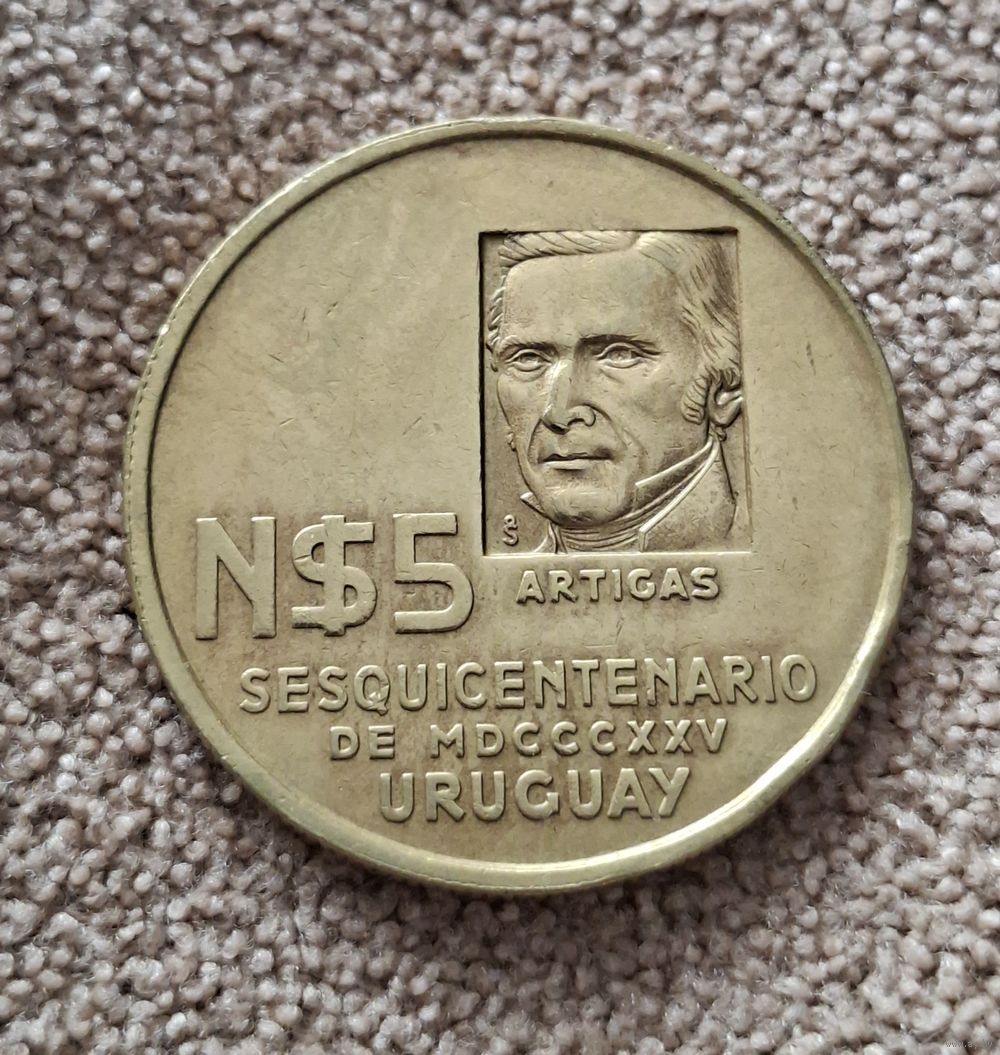 N$5
ARTIGAS
SESQUICENTENARIO
DE MDCCCXXV
URUGUAY